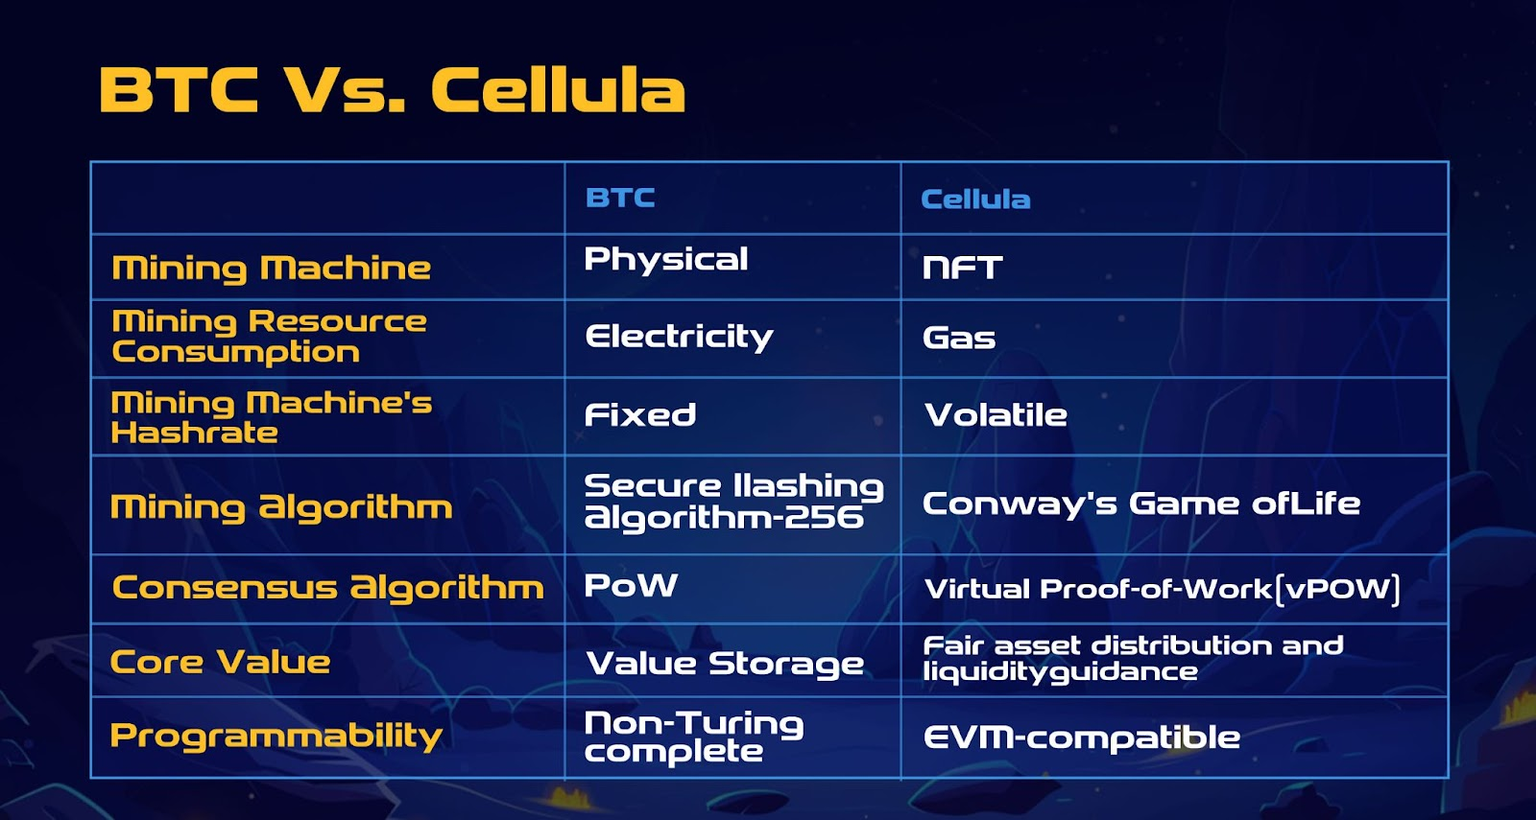 BTC Vs. Cellula
BTC
Cellula
Mining Machine
Physical
NFT
Mining Resource
Consumption
Electricity
Gas
Mining Machine's
Hashrate
Fixed
Volatile
Mining Algorithm
Secure llashing
Algorithm-256
Conway's Game ofLife
Consensus Algorithm
PoW
Virtual Proof-of-Work(vPOW)
Core Value
Value Storage
Fair asset distribution and
liquidityguidance
Programmability
Non-Turing
complete
EVM-compatible